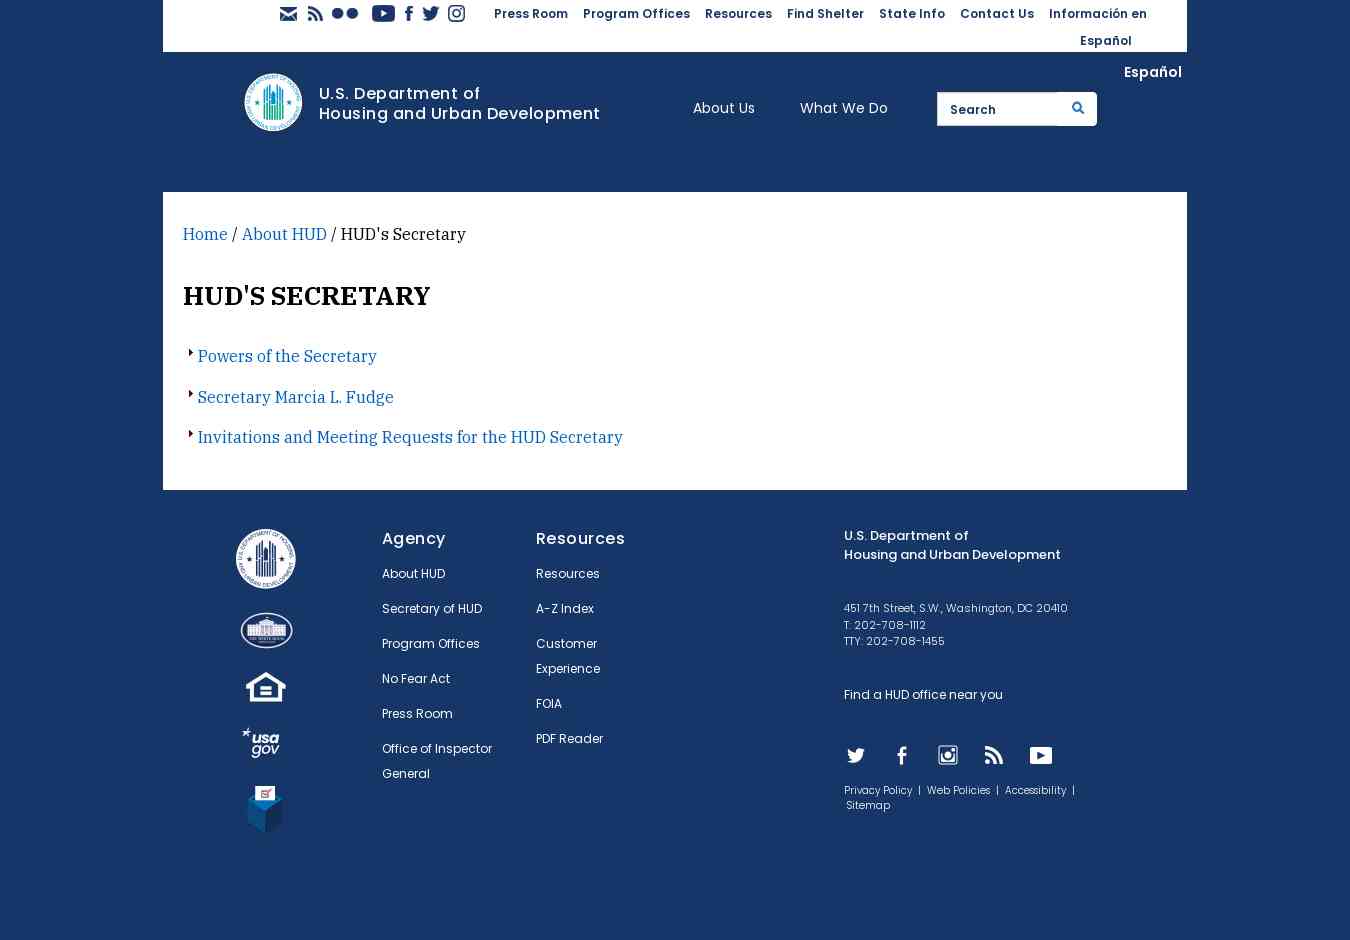 Press Room Program Offices Resources Find Shelter State Info Contact Us Información en
Español
Español
U.S. Department of
Housing and Urban Development
About Us What We Do Search
Home / About HUD / HUD's Secretary
HUD'S SECRETARY
Powers of the Secretary
Secretary Marcia L. Fudge
Invitations and Meeting Requests for the HUD Secretary
Agency
About HUD
Secretary of HUD
Program Offices
No Fear Act
Press Room
Office of Inspector
General
Resources
Resources
A-Z Index
Customer
Experience
FOIA
PDF Reader
U.S. Department of
Housing and Urban Development
451 7th Street, S.W., Washington, DC 20410
T: 202-708-1112
TTY: 202-708-1455
Find a HUD office near you
Privacy Policy | Web Policies | Accessibility |
Sitemap
usa
gov